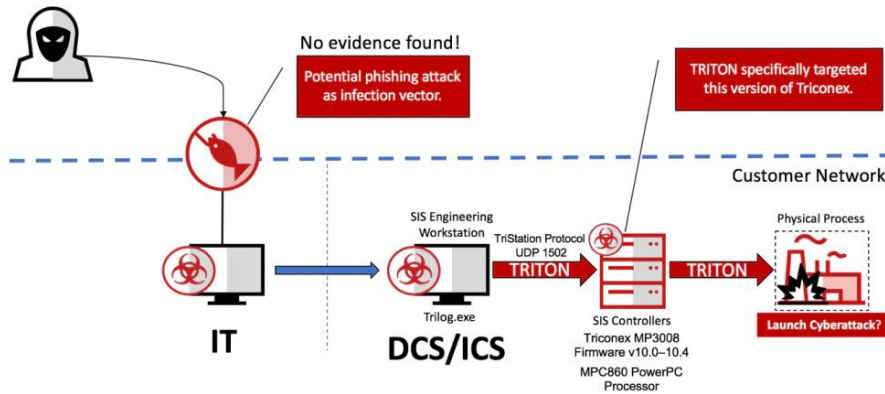 No evidence found!
Potential phishing attack
as infection vector.
TRITON specifically targeted
this version of Triconex.
Customer Network
SIS Engineering
Workstation
TriStation Protocol
UDP 1502
Physical Process
TRITON
TRITON
Trilog.exe
SIS Controllers
Launch Cyberattack?
IT
DCS/ICS
Triconex MP3008
Firmware v10.0–10.4
MPC860 PowerPC
Processor